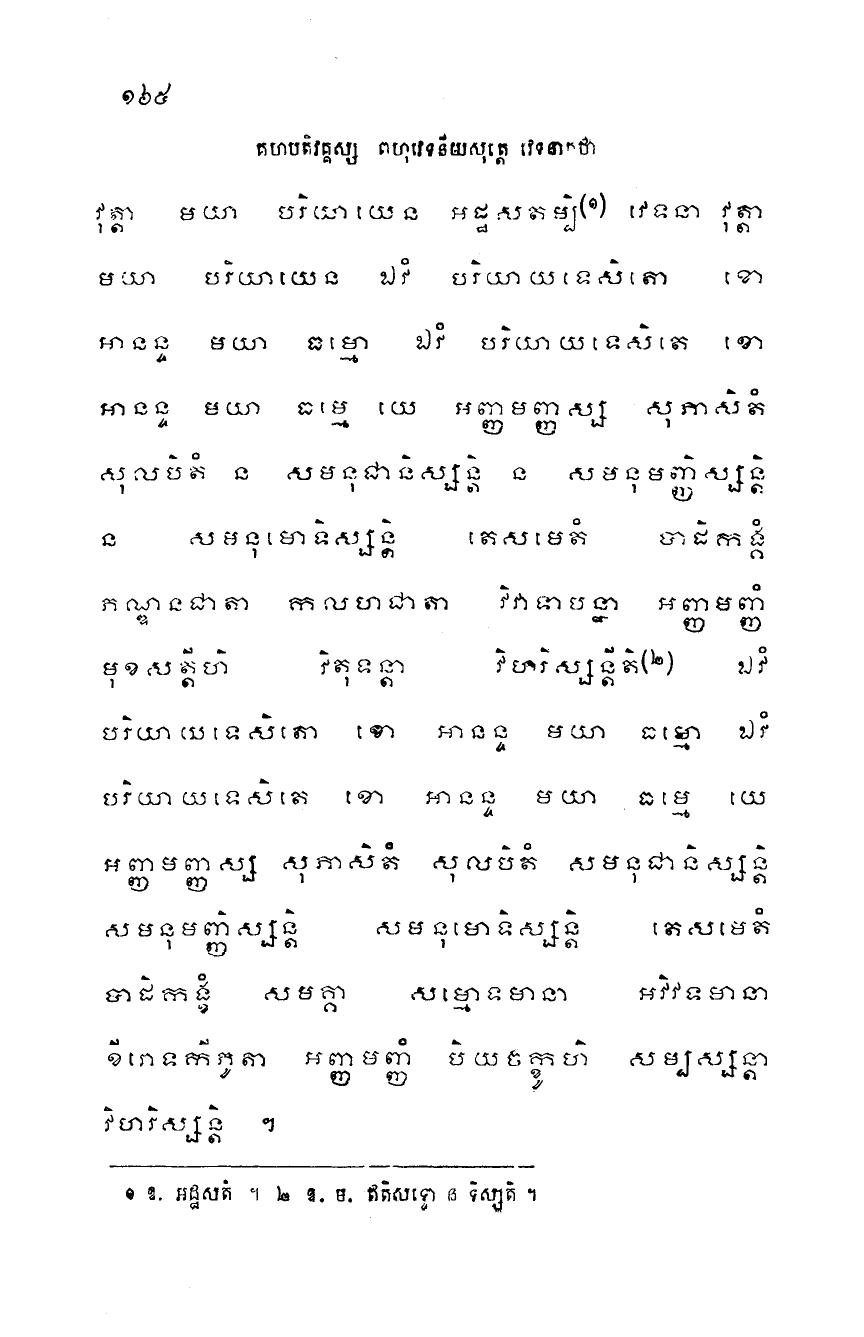 ១៦៥
គហបតិវគ្គស្ស ពហុវេទនីយសុត្តេ វេទនាកថា
វុត្តា មយា បរិយាយេន អដ្ឋសតម្បិ(១) វេទនា វុត្តា
មយា បរិយាយេន ឯវំ បរិយាយទេសិតោ ខោ
អានន្ទ មយា ធម្មោ ឯវំ បរិយាយទេសិតេ ខោ
អានន្ទ មយា ធម្មេ យេ អញ្ញមញ្ញស្ស សុភាសិតំ
សុលបិតំ ន សមនុជានិស្សន្តិ ន សមនុមញ្ញិស្សន្តិ
ន សមនុមោទិស្សន្តិ តេសមេតំ បាដិកង្ខំ
ភណ្ឌនជាតា កលហជាតា វិវាទាបន្នា អញ្ញមញ្ញំ
មុខសត្តីហិ វិតុទន្តា វិហរិស្សន្តីតិ(២) ឯវំ
បរិយាយទេសិតោ ខោ អានន្ទ មយា ធម្មោ ឯវំ
បរិយាយទេសិតេ ខោ អានន្ទ មយា ធម្មេ យេ
អញ្ញមញ្ញស្ស សុភាសិតំ សុលបិតំ សមនុជានិស្សន្តិ
សមនុមញ្ញិស្សន្តិ សមនុមោទិស្សន្តិ តេសមេតំ
បាដិកង្ខំ សមគ្គា សម្មោទមានា អវិវទមានា
ខីរោទកីភូតា អញ្ញមញ្ញំ បិយចក្ខូហិ សម្បស្សន្តា
វិហរិស្សន្តិ ។
១ ឱ. អដ្ឋសតំ ។ ២ ឱ. ម. ឥតិសទ្ទោ ន ទិស្សតិ ។